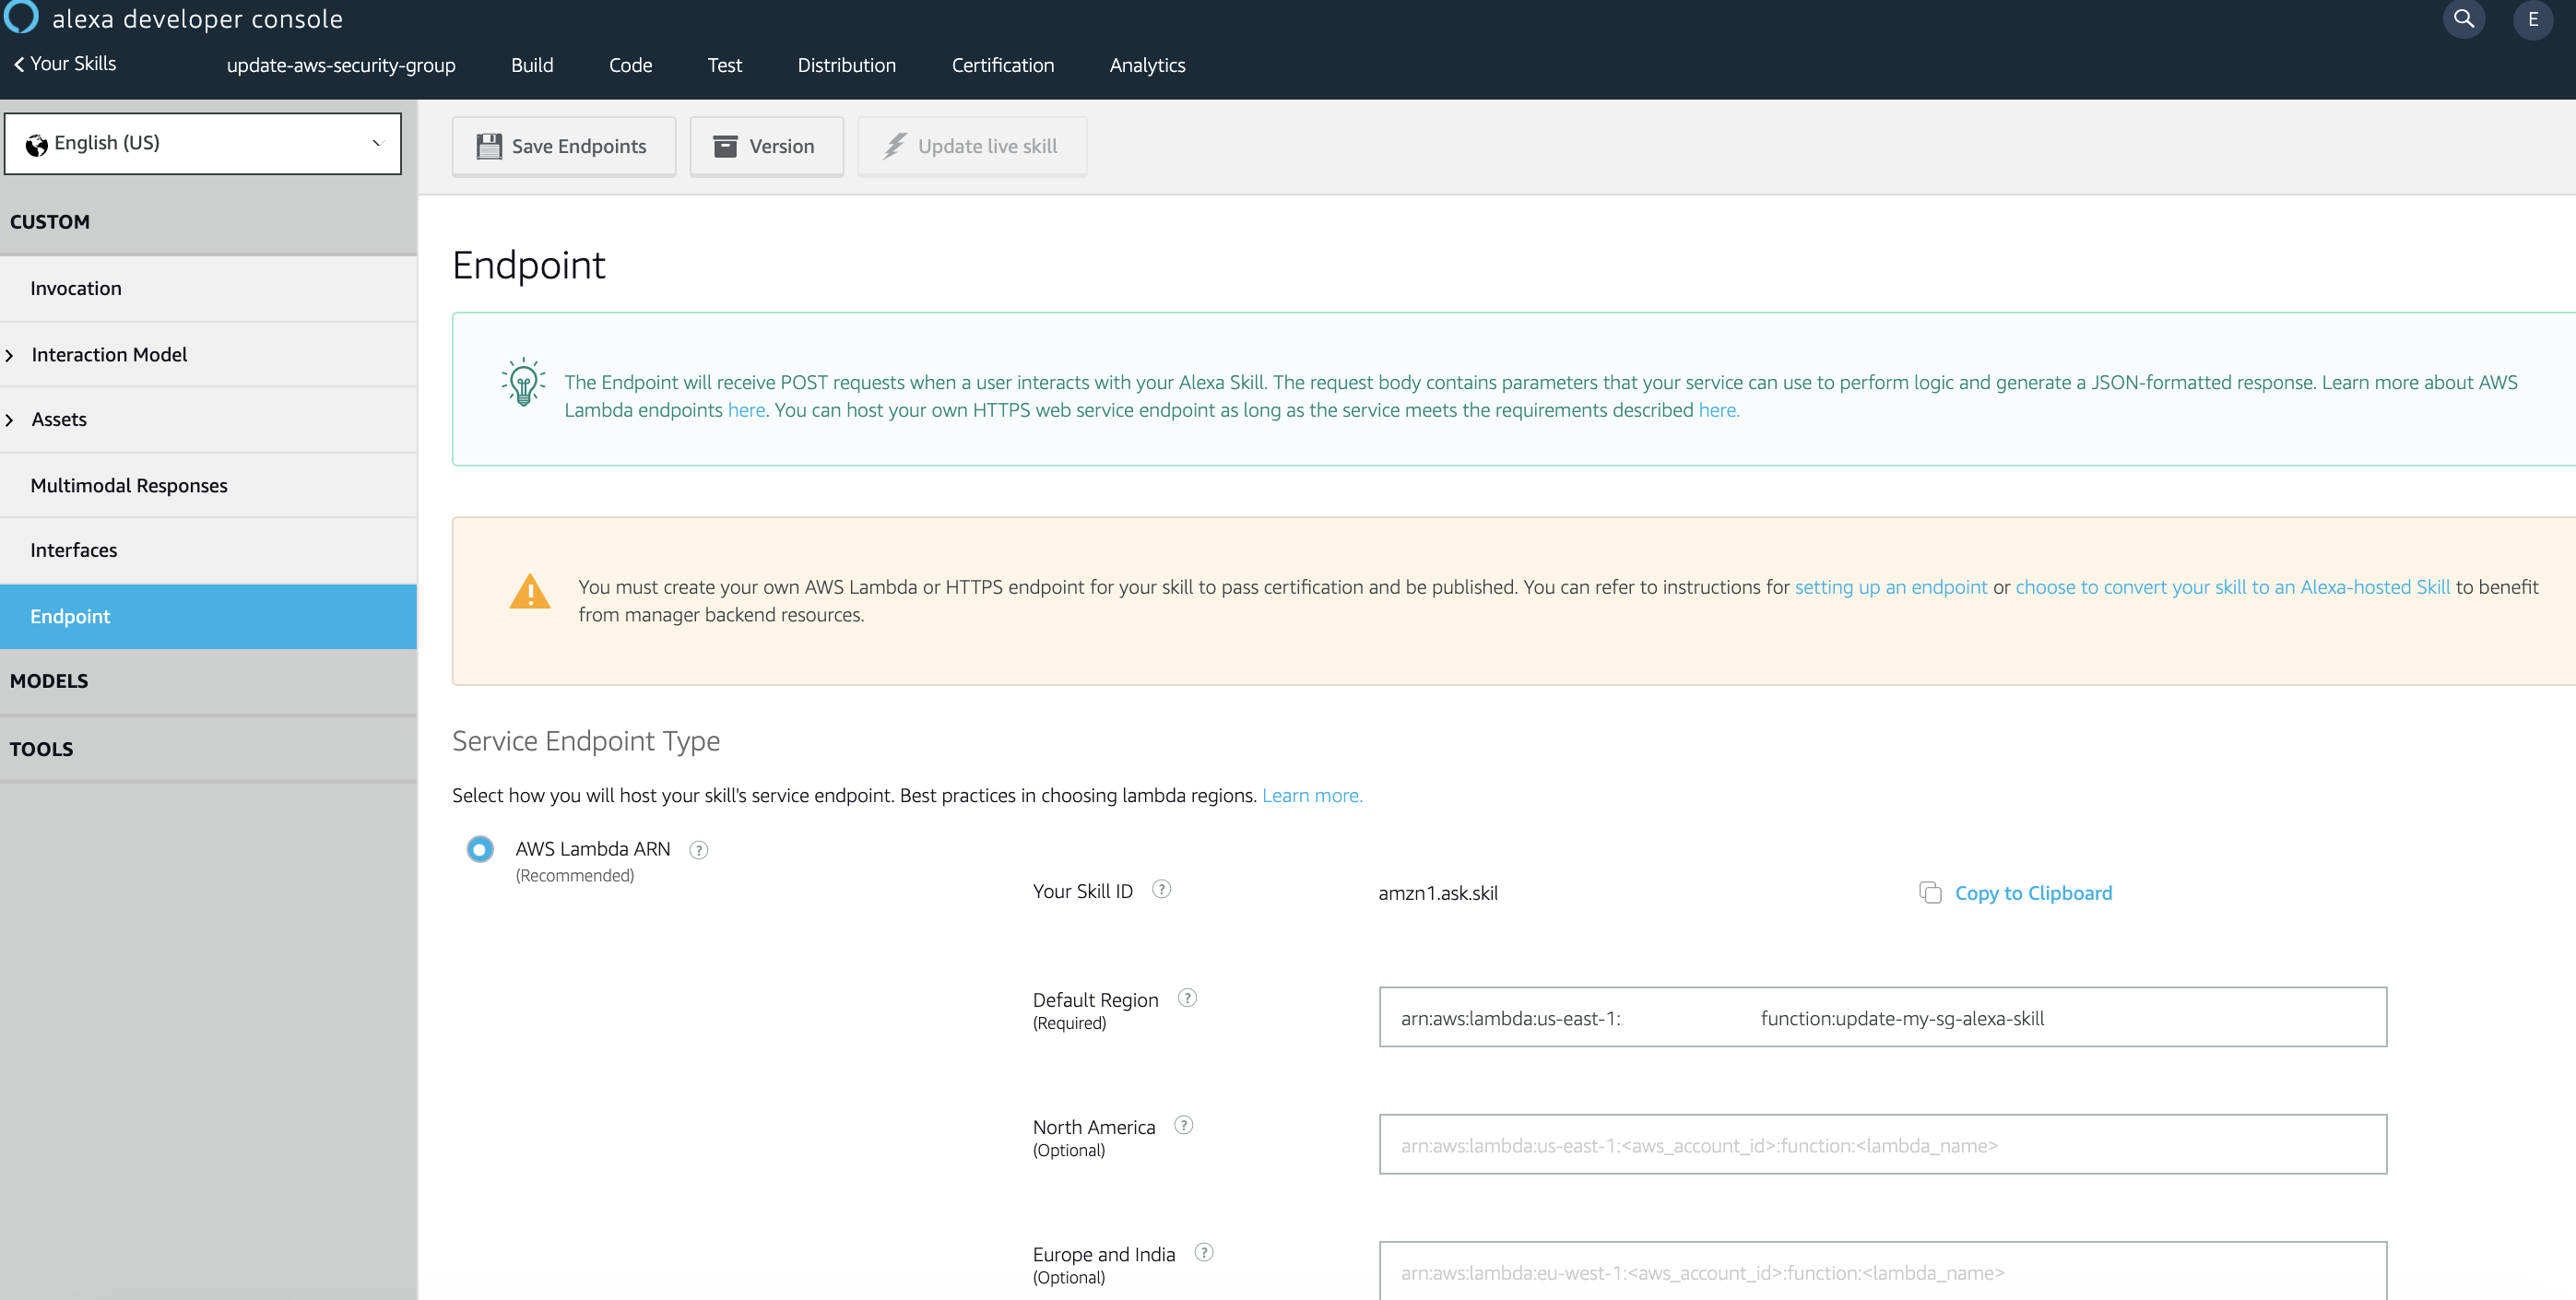 alexa developer console
E
Your Skills
update-aws-security-group
Build
Code
Test
Distribution
Certification
Analytics
English (US)
Save Endpoints
Version
Update live skill
CUSTOM
Invocation
Interaction Model
Assets
Multimodal Responses
Interfaces
Endpoint
MODELS
TOOLS
Endpoint
The Endpoint will receive POST requests when a user interacts with your Alexa Skill. The request body contains parameters that your service can use to perform logic and generate a JSON-formatted response. Learn more about AWS
Lambda endpoints here. You can host your own HTTPS web service endpoint as long as the service meets the requirements described here.
You must create your own AWS Lambda or HTTPS endpoint for your skill to pass certification and be published. You can refer to instructions for setting up an endpoint or choose to convert your skill to an Alexa-hosted Skill to benefit
from manager backend resources.
Service Endpoint Type
Select how you will host your skill's service endpoint. Best practices in choosing lambda regions. Learn more.
AWS Lambda ARN ?
(Recommended)
Your Skill ID ?
amzn1.ask.skil
Copy to Clipboard
Default Region ?
(Required)
arn:aws:lambda:us-east-1: function:update-my-sg-alexa-skill
North America ?
(Optional)
arn:aws:lambda:us-east-1:<aws_account_id>:function:<lambda_name>
Europe and India ?
(Optional)
arn:aws:lambda:eu-west-1:<aws_account_id>:function:<lambda_name>